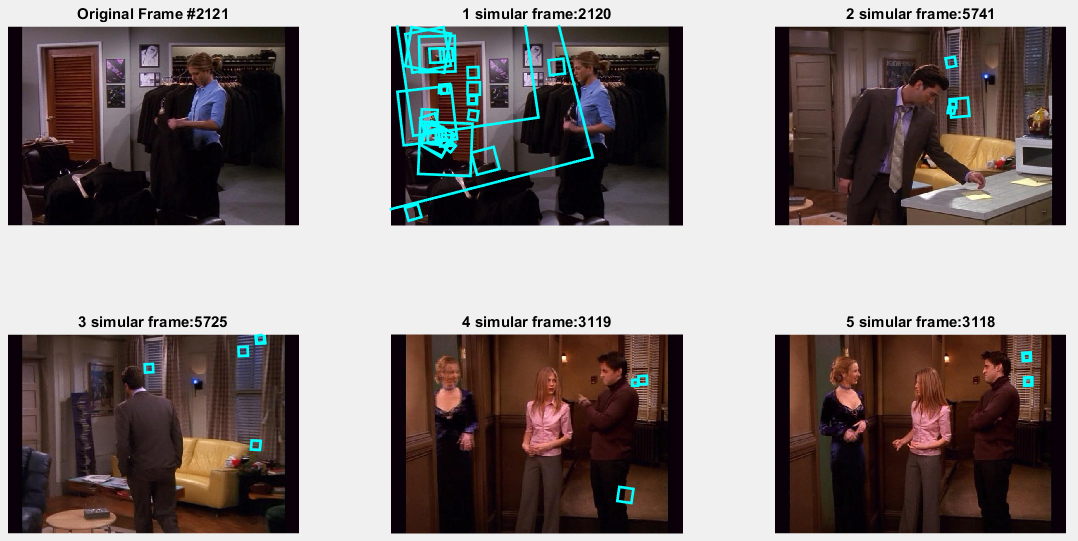 Original Frame #2121
1 simular frame:2120
2 simular frame:5741
3 simular frame:5725
4 simular frame:3119
5 simular frame:3118